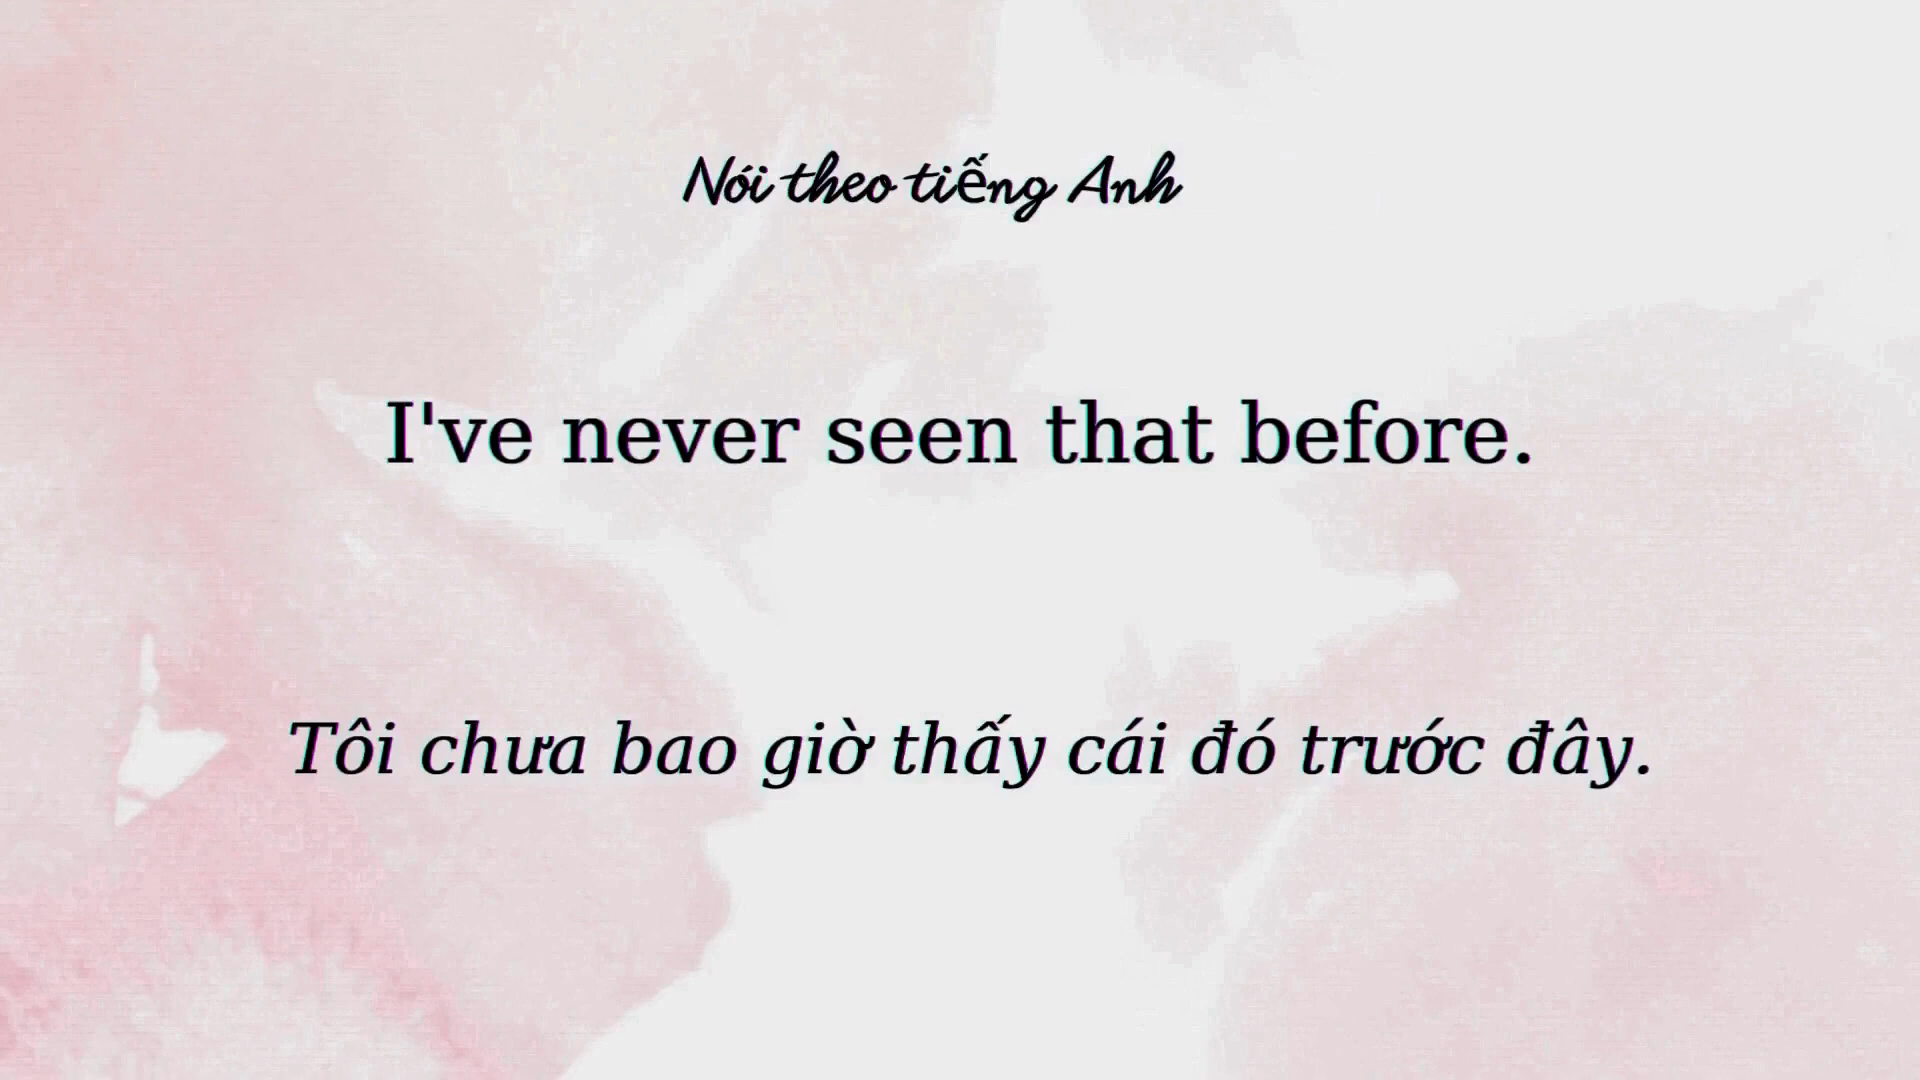 Nói theo tiếng Anh
I've never seen that before.
Tôi chưa bao giờ thấy cái đó trước đây.